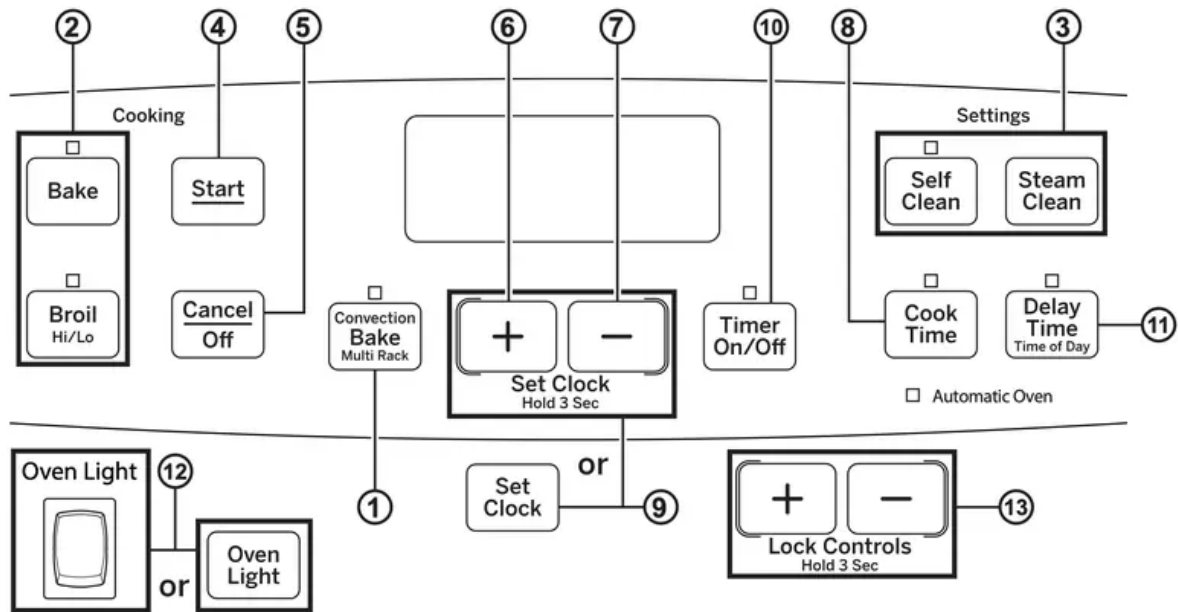 2
4
5
6
7
10
8
3
Cooking
Settings
Bake
Start
Self
Clean
Steam
Clean
Broil
Hi/Lo
Cancel
Off
Convection
Bake
Multi Rack
+
−
Set Clock
Hold 3 Sec
Timer
On/Off
Cook
Time
Delay
Time
Time of Day
11
Automatic Oven
Oven Light
12
or
Oven
Light
1
Set
Clock
or
9
+
−
Lock Controls
Hold 3 Sec
13